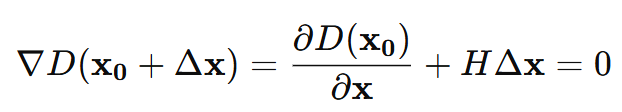 ∇D(x₀ + Δx) = ∂D(x₀)/∂x + HΔx = 0